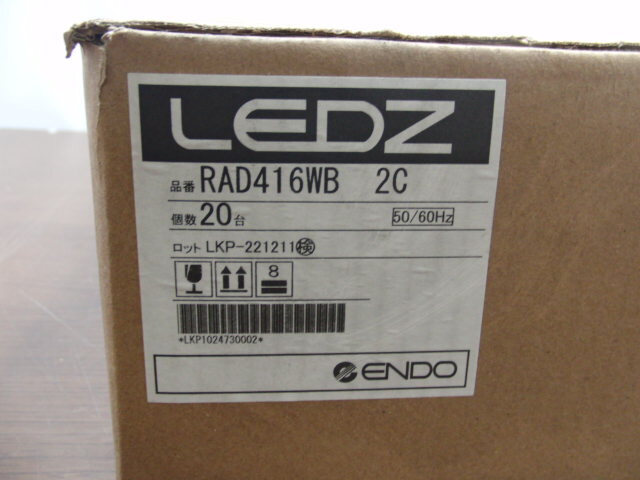 LEDZ
品番 RAD416WB 2C
個数 20台 50/60Hz
ロット LKP-221211 検
8
*LKP1024730002*
ENDO